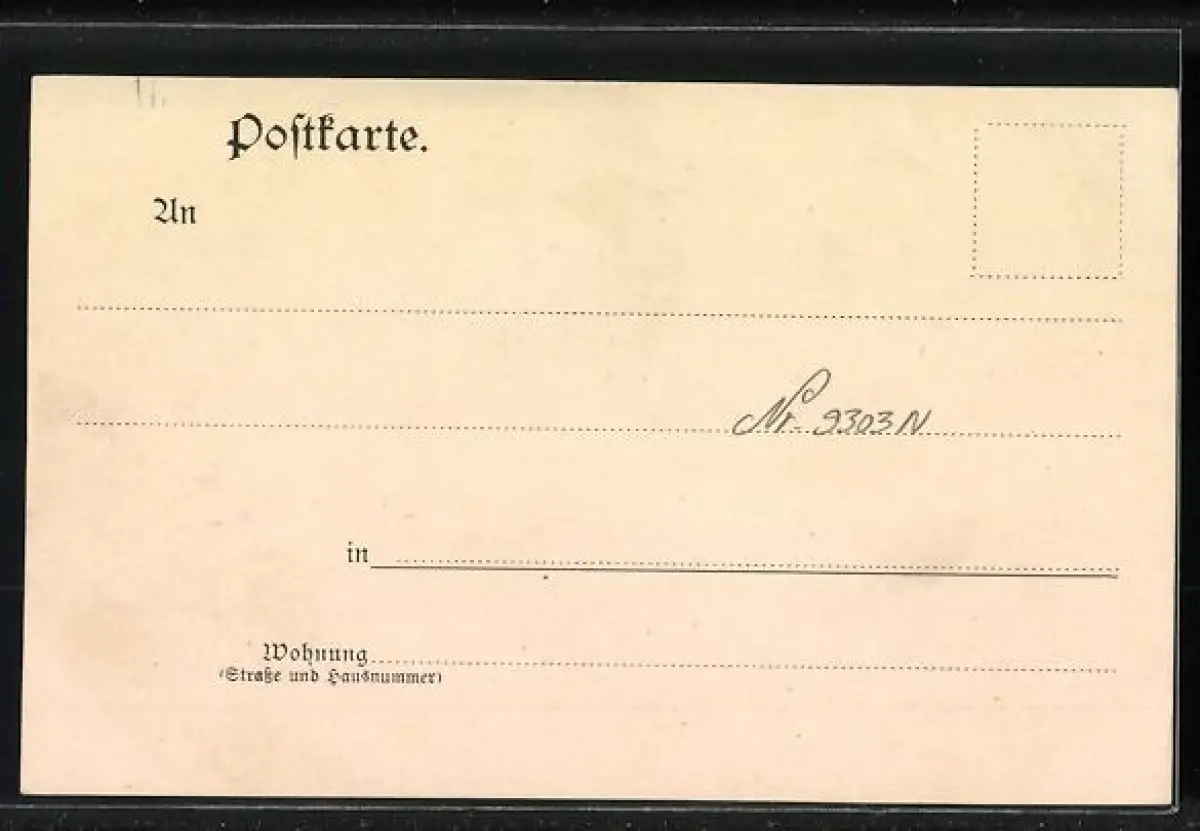 Postkarte.
An
Nr. 9303 N
in
Wohnung
(Straße und Hausnummer)